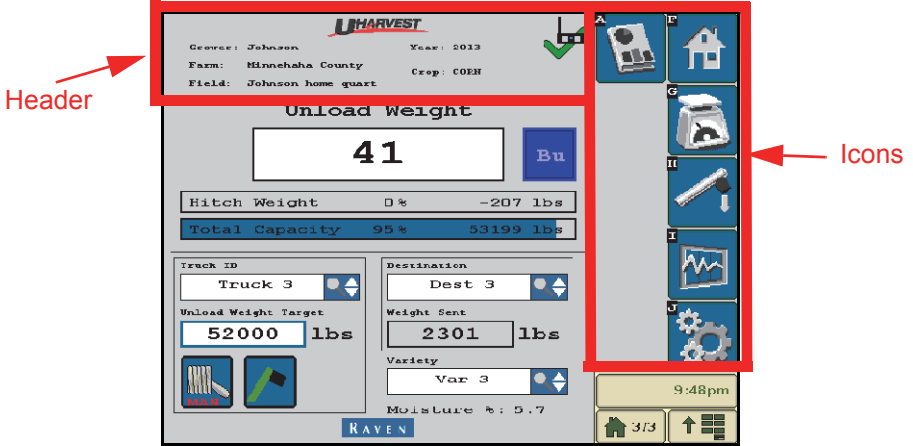 UHARVEST
Grower: Johnson Year: 2013
Farm: Minnehaha County
Crop: CORN
Field: Johnson home quart
Header
Icons
Unload Weight
41 Bu
Hitch Weight 0% -207 lbs
Total Capacity 95% 53199 lbs
Truck ID
Truck 3
Destination
Dest 3
Unload Weight Target
52000 lbs
Weight Sent
2301 lbs
Variety
Var 3
MAN
Moisture %: 5.7
RAVEN
A F
G
H
I
J
9:48pm
3/3